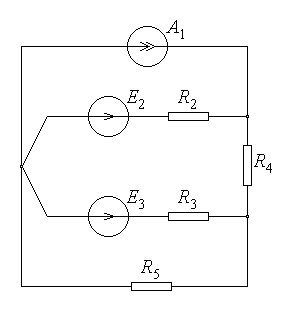 A₁
E₂ R₂
R₄
E₃ R₃
R₅